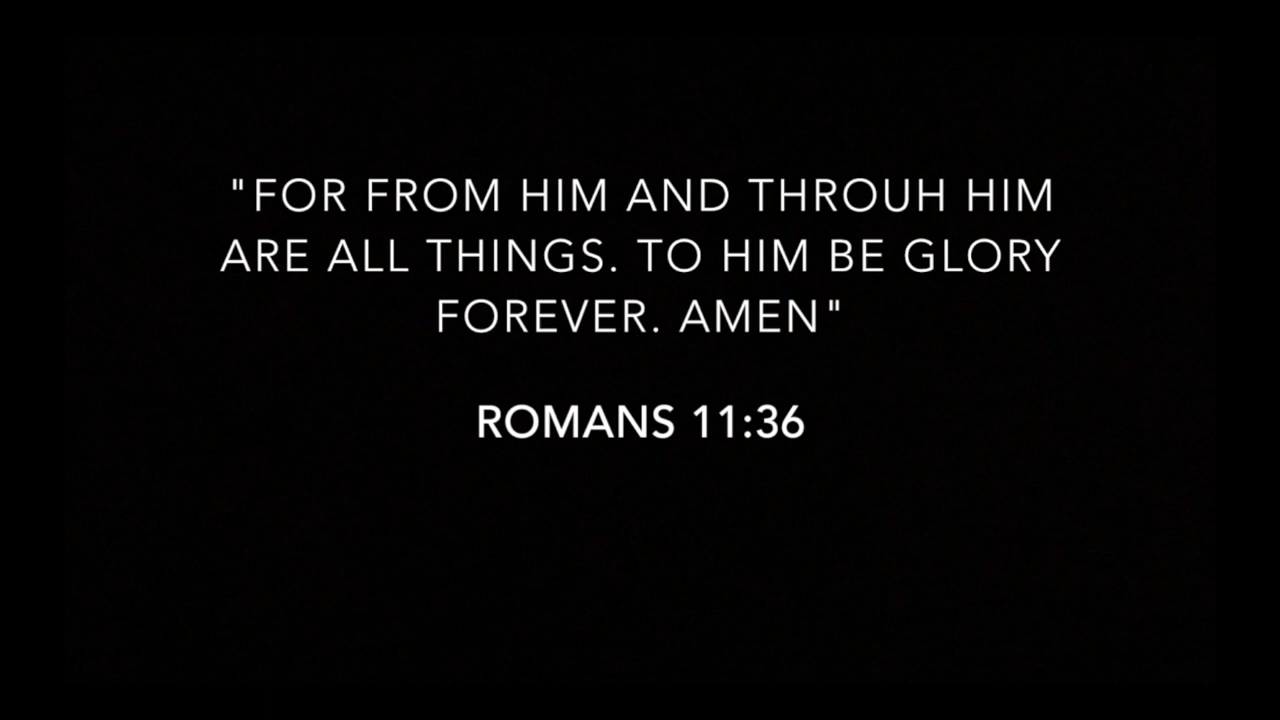 "FOR FROM HIM AND THROUH HIM
ARE ALL THINGS. TO HIM BE GLORY
FOREVER. AMEN"
ROMANS 11:36